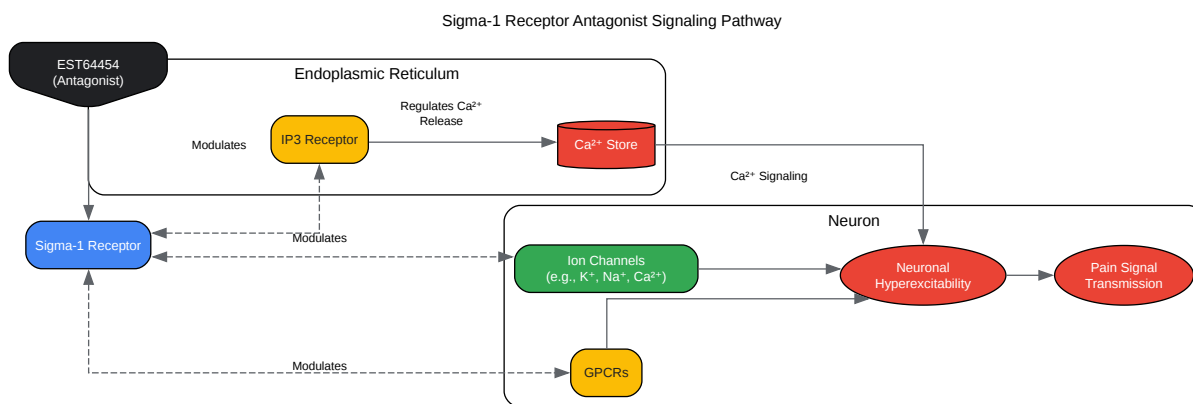 Sigma-1 Receptor Antagonist Signaling Pathway
EST64454
(Antagonist)
Endoplasmic Reticulum
Regulates Ca²⁺
Release
Modulates
IP3 Receptor
Ca²⁺ Store
Ca²⁺ Signaling
Neuron
Sigma-1 Receptor
Modulates
Ion Channels
(e.g., K⁺, Na⁺, Ca²⁺)
Neuronal
Hyperexcitability
Pain Signal
Transmission
Modulates
GPCRs